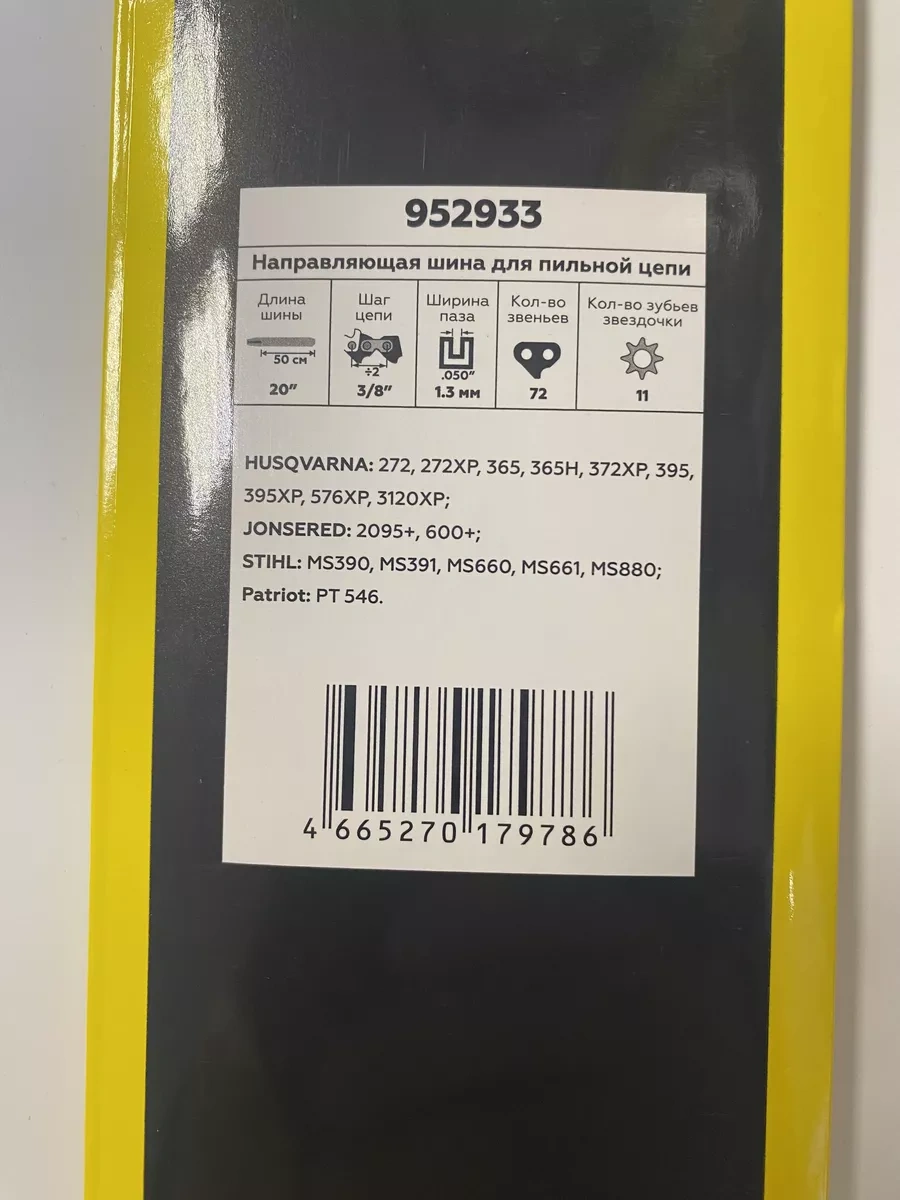 952933
Направляющая шина для пильной цепи
Длина шины
50 см
20″
Шаг цепи
÷2
3/8″
Ширина паза
.050″
1.3 мм
Кол-во звеньев
72
Кол-во зубьев звездочки
11
HUSQVARNA: 272, 272XP, 365, 365H, 372XP, 395,
395XP, 576XP, 3120XP;
JONSERED: 2095+, 600+;
STIHL: MS390, MS391, MS660, MS661, MS880;
Patriot: PT 546.
4 665270 179786